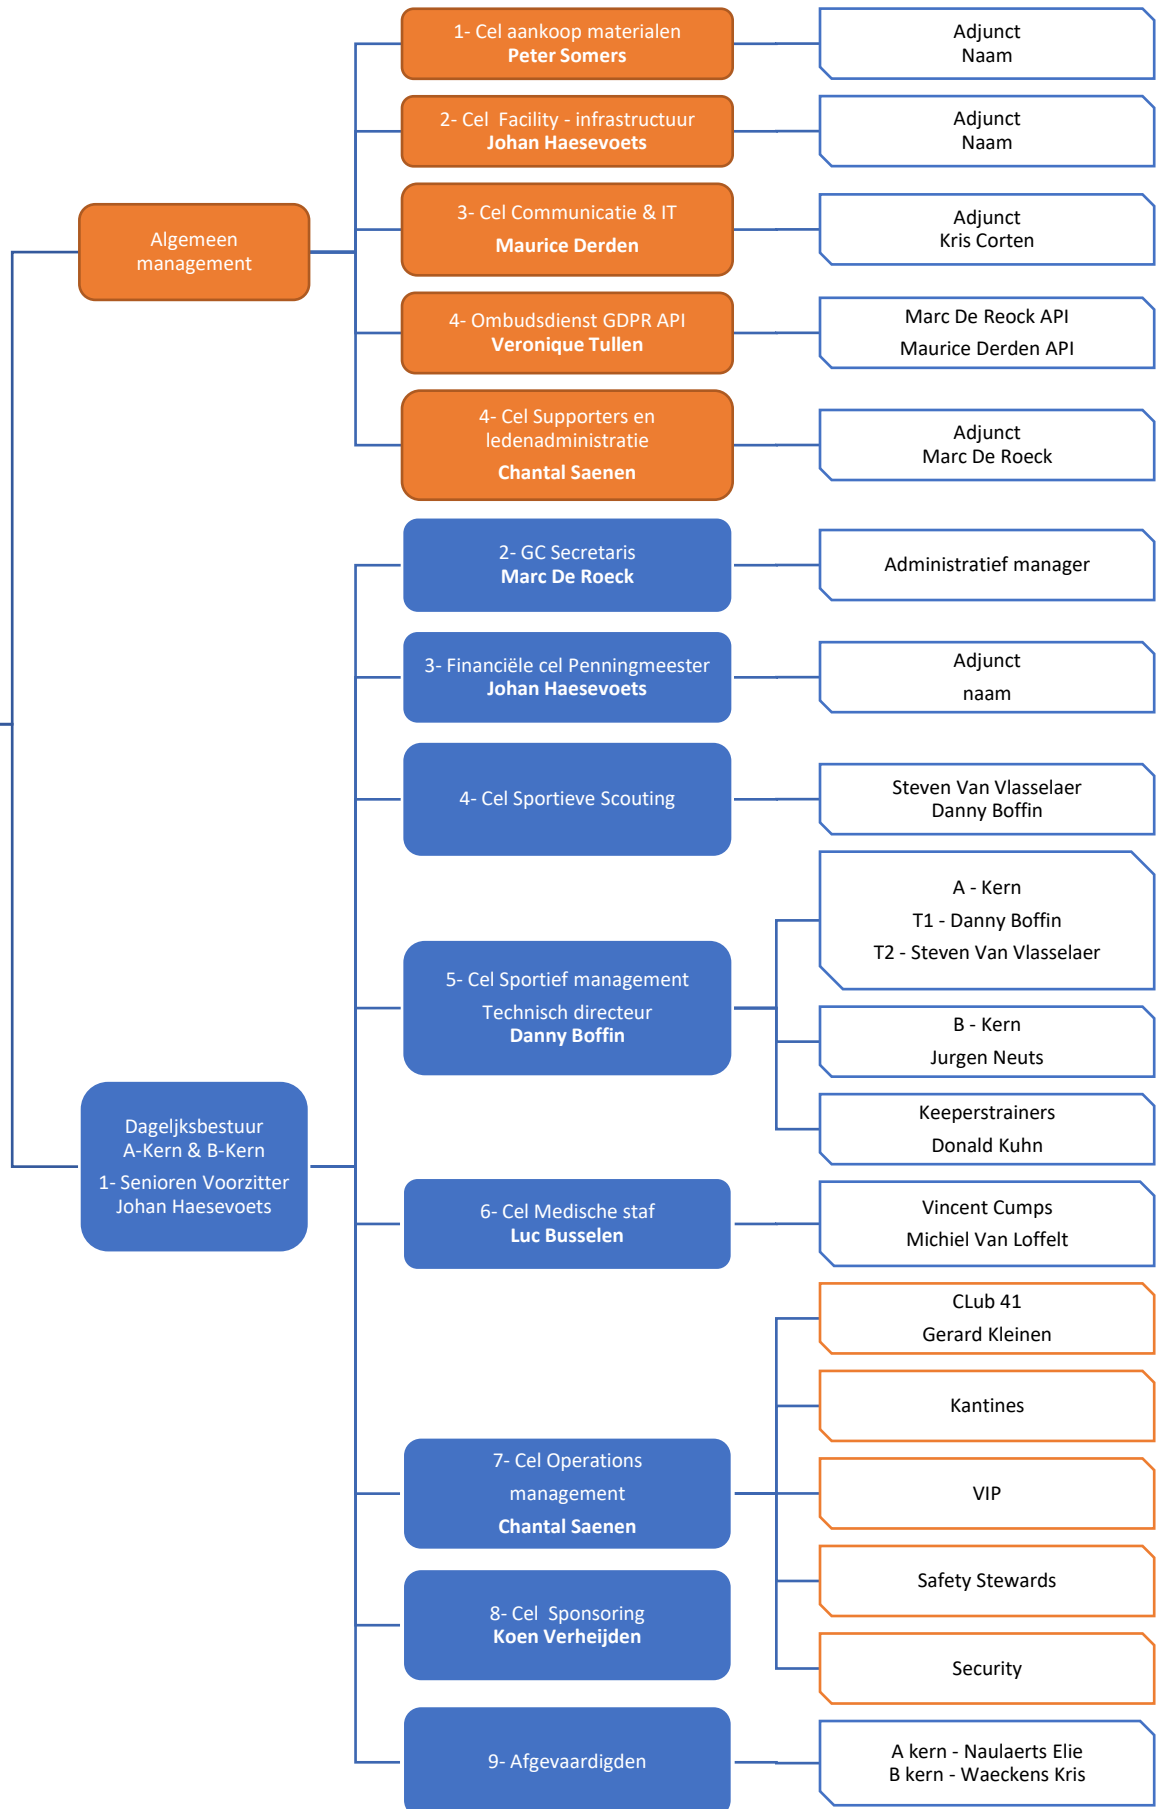 1- Cel aankoop materialen
Peter Somers
Adjunct
Naam
2- Cel  Facility - infrastructuur
Johan Haesevoets
Adjunct
Naam
Algemeen
management
3- Cel Communicatie & IT
Maurice Derden
Adjunct
Kris Corten
4- Ombudsdienst GDPR API
Veronique Tullen
Marc De Reock API
Maurice Derden API
4- Cel Supporters en
ledenadministratie
Chantal Saenen
Adjunct
Marc De Roeck
2- GC Secretaris
Marc De Roeck
Administratief manager
3- Financiële cel Penningmeester
Johan Haesevoets
Adjunct
naam
4- Cel Sportieve Scouting
Steven Van Vlasselaer
Danny Boffin
5- Cel Sportief management
Technisch directeur
Danny Boffin
A - Kern
T1 - Danny Boffin
T2 - Steven Van Vlasselaer
B - Kern
Jurgen Neuts
Keeperstrainers
Donald Kuhn
Dageljksbestuur
A-Kern & B-Kern
1- Senioren Voorzitter
Johan Haesevoets
6- Cel Medische staf
Luc Busselen
Vincent Cumps
Michiel Van Loffelt
7- Cel Operations
management
Chantal Saenen
CLub 41
Gerard Kleinen
Kantines
VIP
Safety Stewards
Security
8- Cel  Sponsoring
Koen Verheijden
9- Afgevaardigden
A kern - Naulaerts Elie
B kern - Waeckens Kris